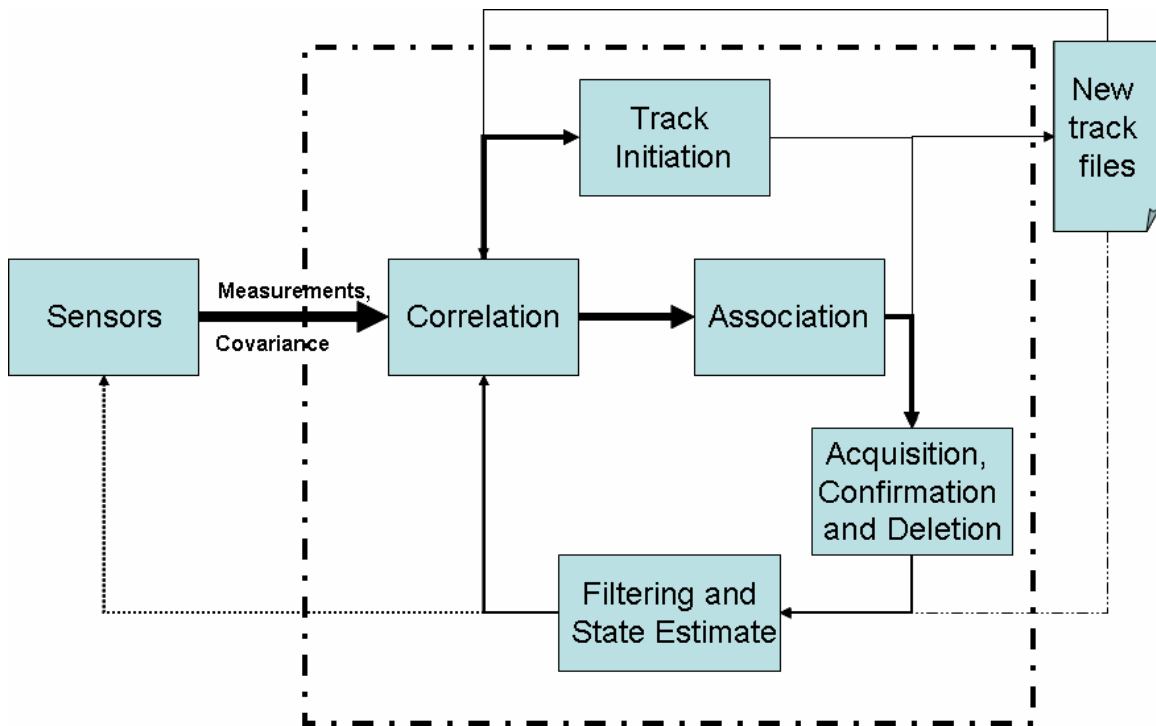 Track
Initiation
New
track
files
Sensors
Measurements,
Covariance
Correlation
Association
Acquisition,
Confirmation
and Deletion
Filtering and
State Estimate